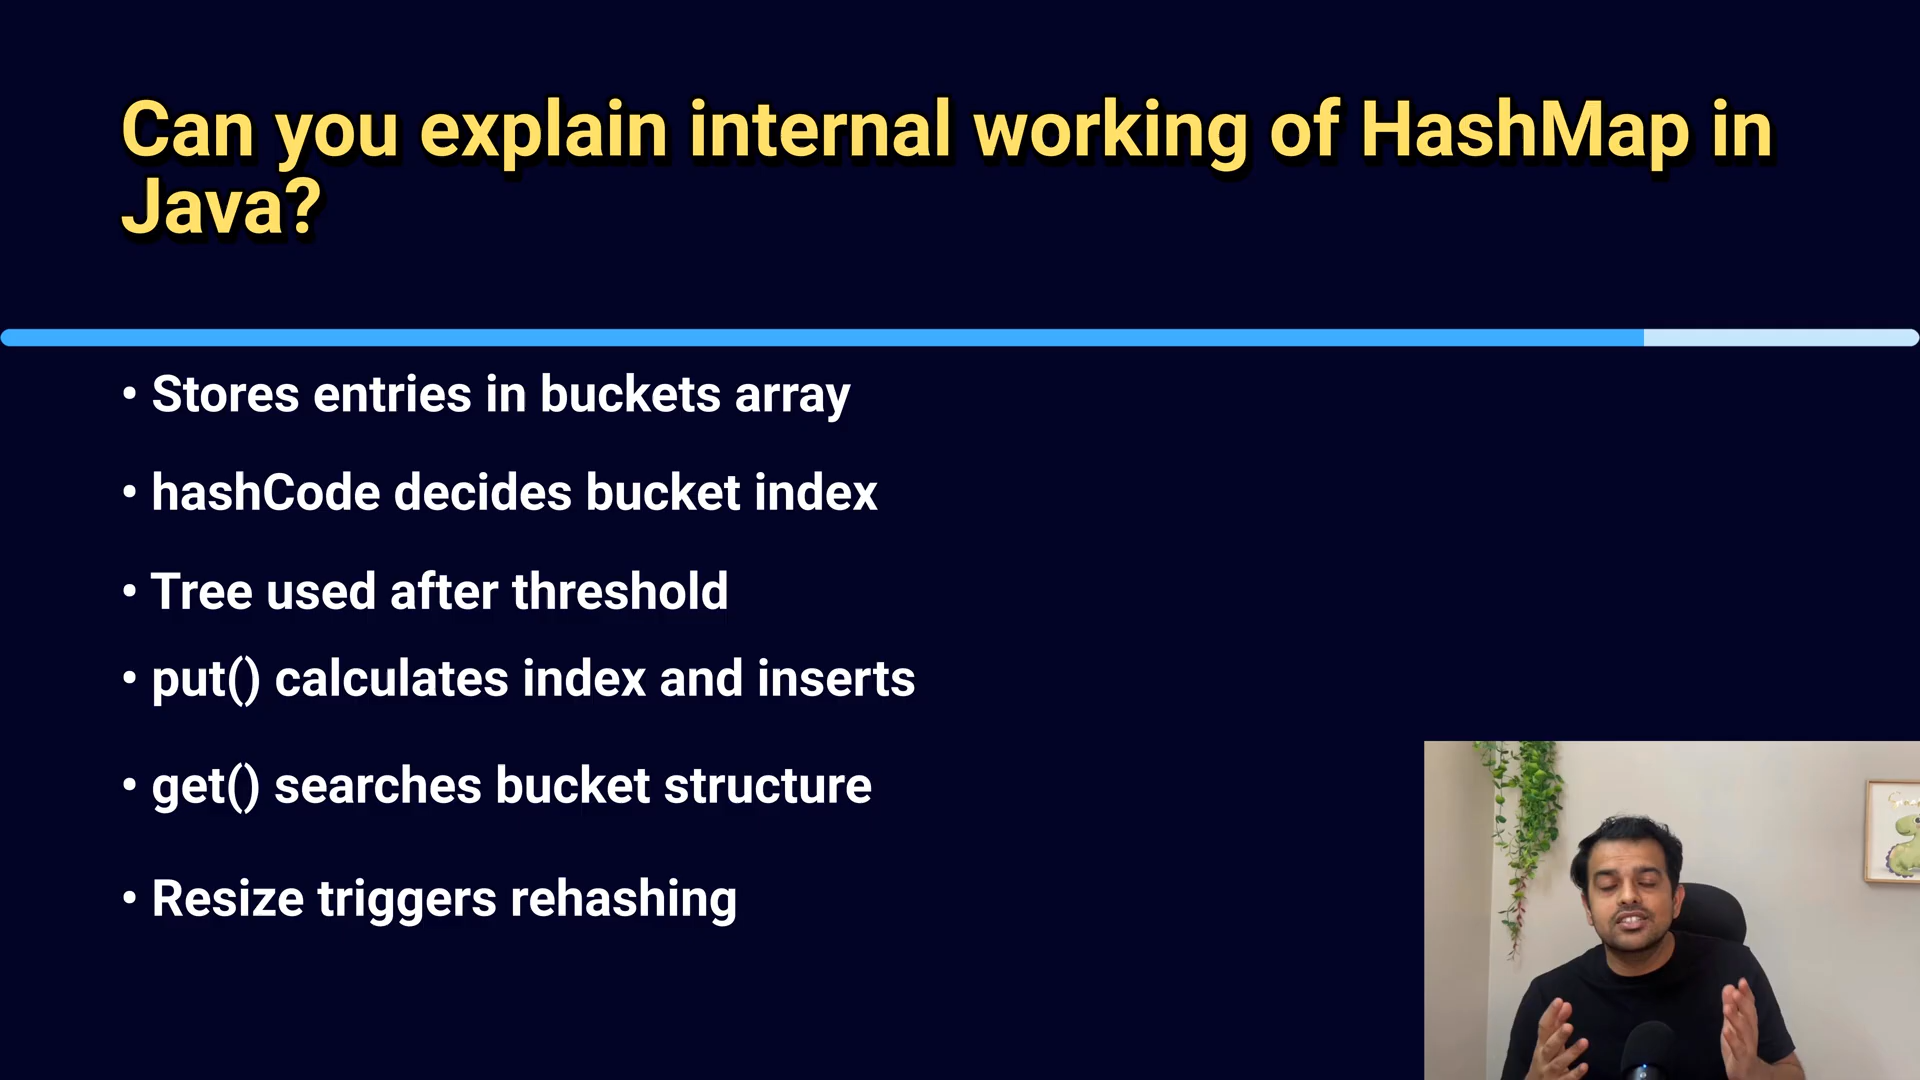 Can you explain internal working of HashMap in
Java?
• Stores entries in buckets array
• hashCode decides bucket index
• Tree used after threshold
• put() calculates index and inserts
• get() searches bucket structure
• Resize triggers rehashing